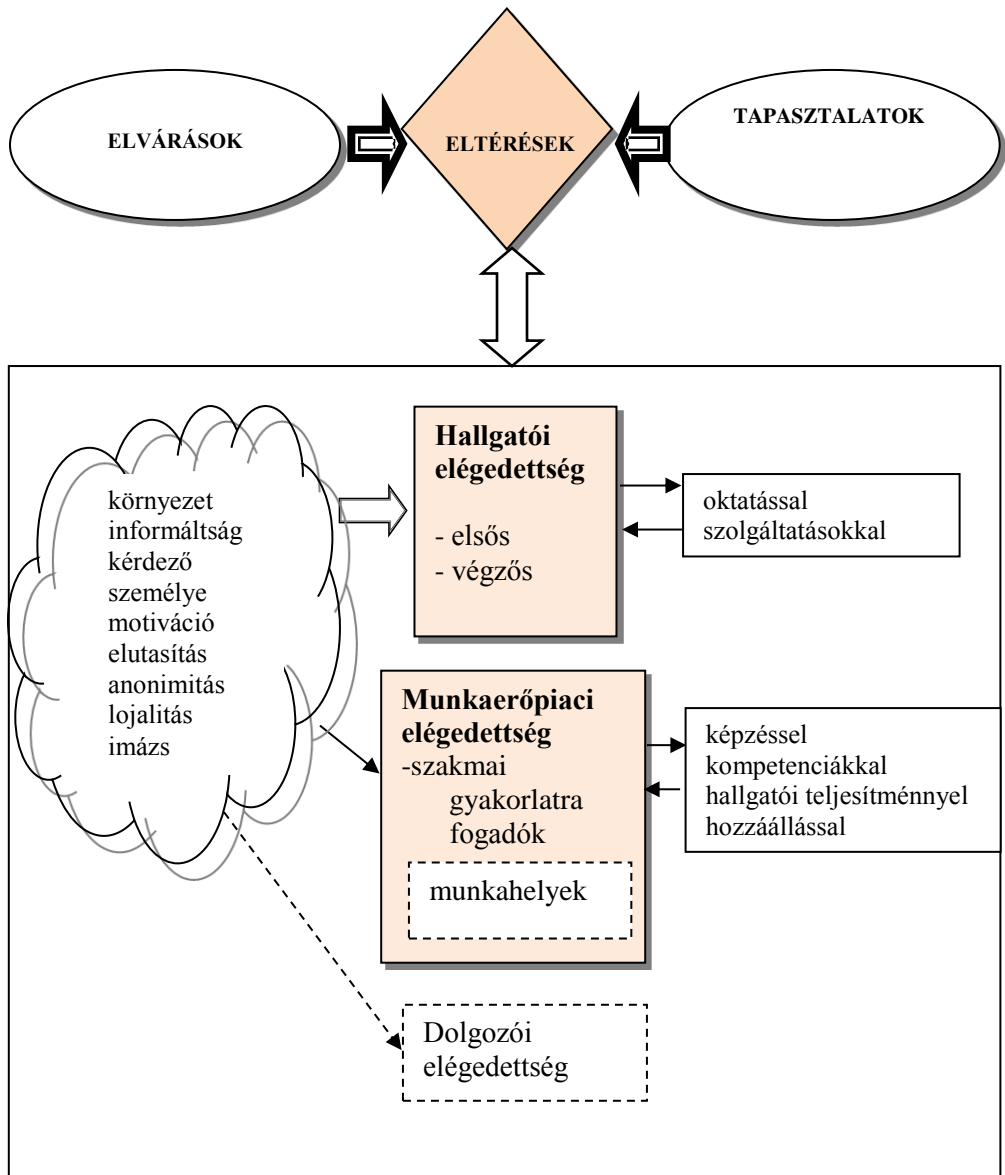 ELVÁRÁSOK
ELTÉRÉSEK
TAPASZTALATOK
környezet
informáltság
kérdező
személye
motiváció
elutasítás
anonimitás
lojalitás
imázs
Hallgatói
elégedettség
- elsős
- végzős
oktatással
szolgáltatásokkal
Munkaerőpiaci
elégedettség
-szakmai
gyakorlatra
fogadók
munkahelyek
képzéssel
kompetenciákkal
hallgatói teljesítménnyel
hozzáállással
Dolgozói
elégedettség